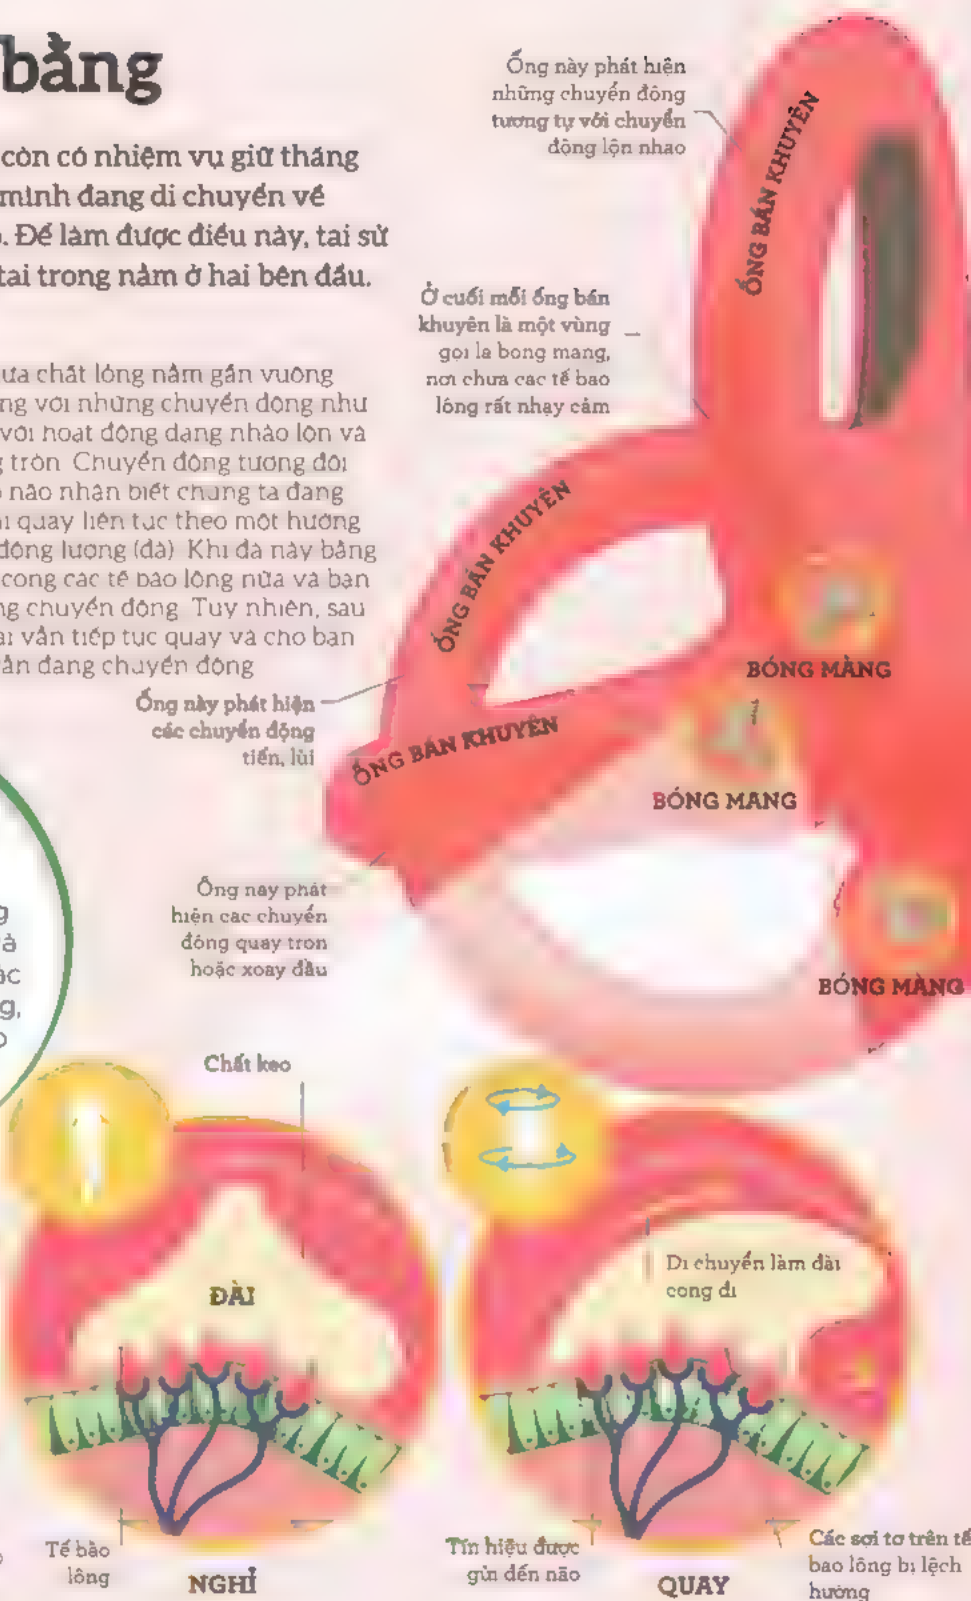 bằng
còn có nhiệm vụ giữ thăng
mình đang di chuyển về
. Để làm được điều này, tai sử
tai trong nằm ở hai bên đầu.
ưa chất lỏng nằm gần vuông
ng với những chuyển động như
với hoạt động dạng nhào lộn và
g tròn. Chuyển động tương đối
não nhận biết chúng ta đang
quay liên tục theo một hướng
động lượng (đà). Khi đà này bằng
cong các tế bào lông nữa và bạn
ng chuyển động. Tuy nhiên, sau
vẫn tiếp tục quay và cho bạn
đang chuyển động
Ống này phát hiện
những chuyển động
tương tự với chuyển
động lộn nhào
ỐNG BÁN KHUYÊN
Ở cuối mỗi ống bán
khuyên là một vùng
gọi là bóng màng,
nơi chứa các tế bào
lông rất nhạy cảm
ỐNG BÁN KHUYÊN
BÓNG MÀNG
Ống này phát hiện
các chuyển động
tiến, lùi
ỐNG BÁN KHUYÊN
BÓNG MÀNG
Ống này phát
hiện các chuyển
động quay tròn
hoặc xoay đầu
BÓNG MÀNG
Chất keo
ĐÀI
Di chuyển làm đài
cong đi
Tế bào
lông
NGHỈ
Tín hiệu được
gửi đến não
QUAY
Các sợi tơ trên tế
bào lông bị lệch
hướng